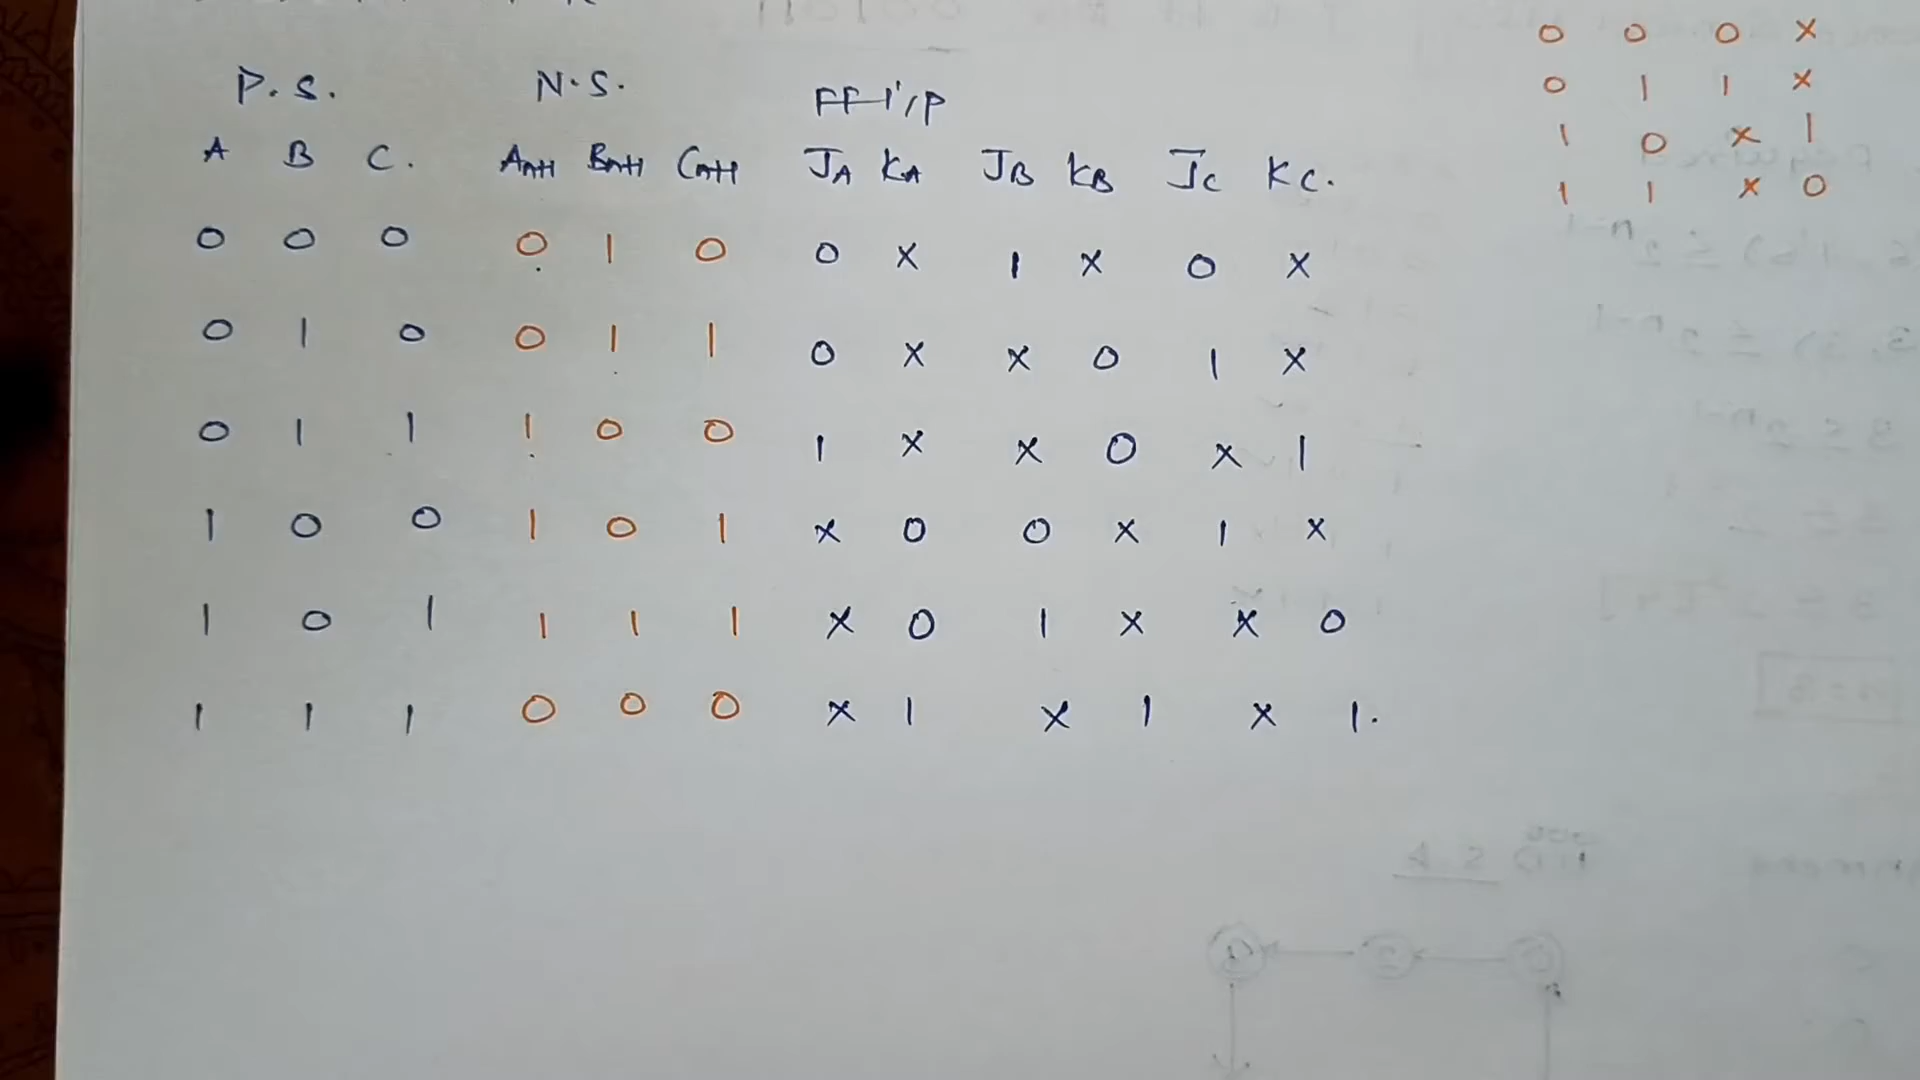 0 0 0 x
0 1 1 x
1 0 x 1
1 1 x 0
P.S. N.S. FF I/P
A B C. An+1 Bn+1 Cn+1 JA KA JB KB JC KC.
0 0 0 0 1 0 0 x 1 x 0 x
0 1 0 0 1 1 0 x x 0 1 x
0 1 1 1 0 0 1 x x 0 x 1
1 0 0 1 0 1 x 0 0 x 1 x
1 0 1 1 1 1 x 0 1 x x 0
1 1 1 0 0 0 x 1 x 1 x 1.